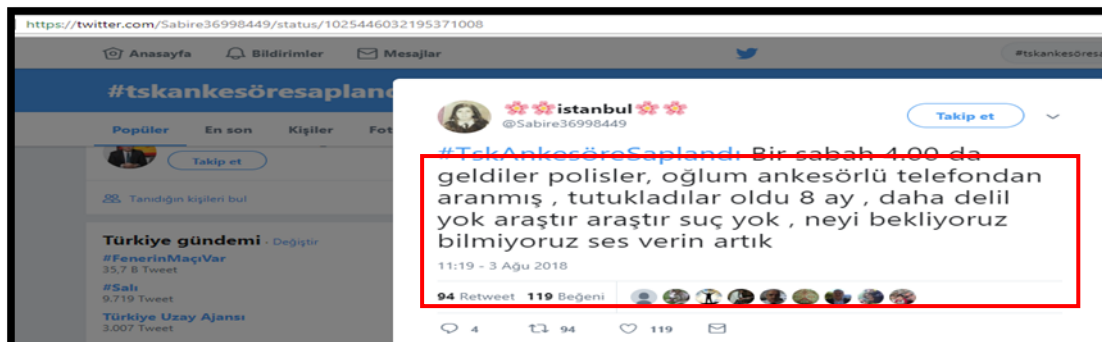 https://twitter.com/Sabire36998449/status/1025446032195371008
Anasayfa Bildirimler Mesajlar
#tskankesöresapland
Popüler En son Kişiler
Takip et
Tanıdığın kişileri bul
Türkiye gündemi · Değiştir
#FenerinMaçıVar
35,7 B Tweet
#Salı
9.719 Tweet
Türkiye Uzay Ajansı
3.007 Tweet
🌸🌸istanbul🌸🌸
@Sabire36998449
Takip et
#TskAnkesöreSaplandı Bir sabah 4.00 da
geldiler polisler, oğlum ankesörlü telefondan
aranmış , tutukladılar oldu 8 ay , daha delil
yok araştır araştır suç yok , neyi bekliyoruz
bilmiyoruz ses verin artık
11:19 - 3 Ağu 2018
94 Retweet 119 Beğeni
4 94 119